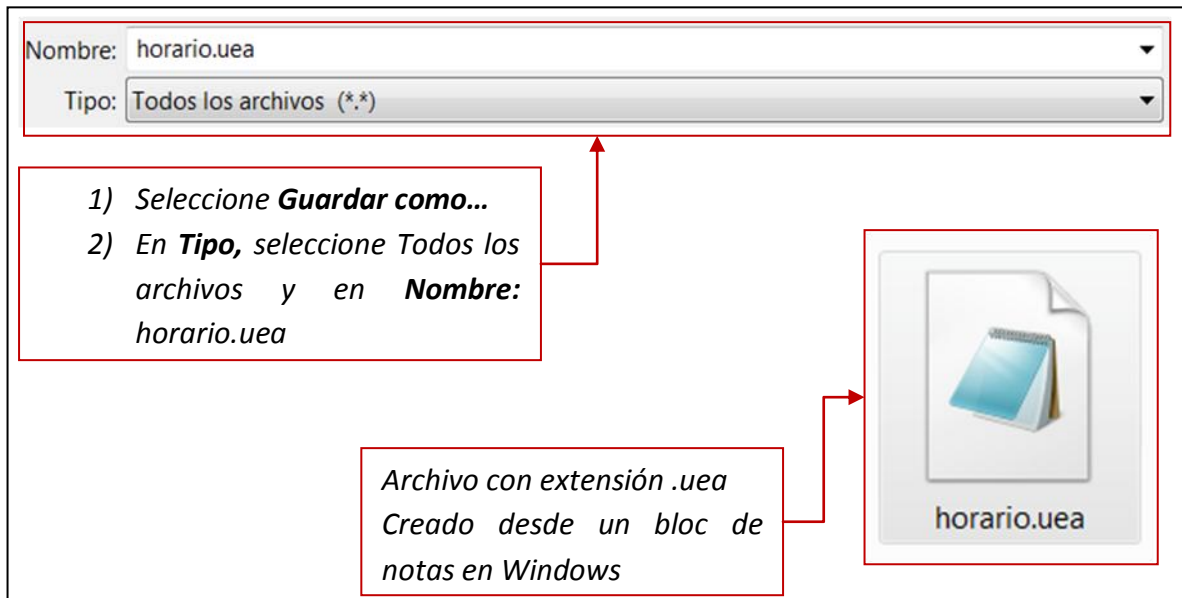 Nombre: horario.uea
Tipo: Todos los archivos (*.*)
1) Seleccione Guardar como...
2) En Tipo, seleccione Todos los
archivos y en Nombre:
horario.uea
Archivo con extensión .uea
Creado desde un bloc de
notas en Windows
horario.uea